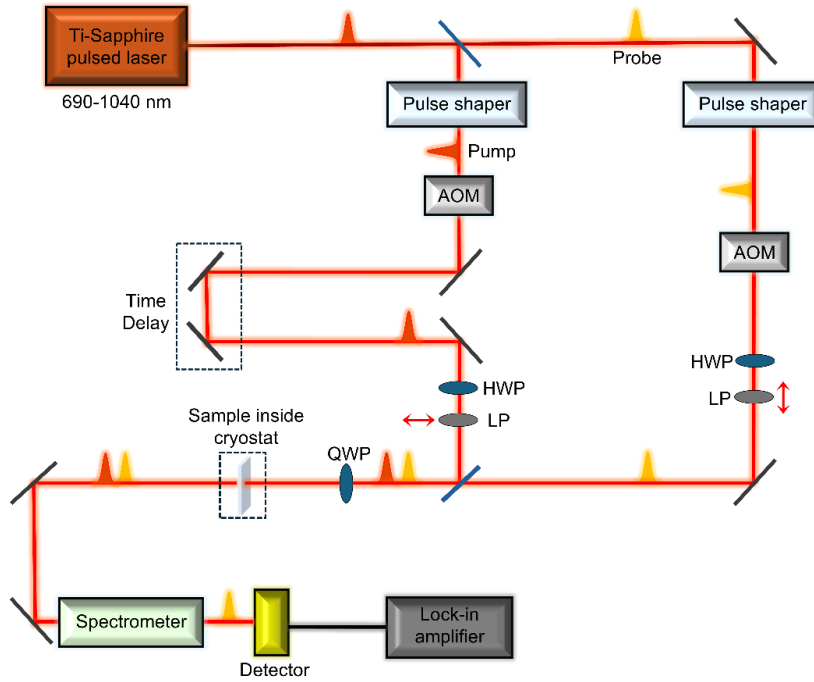 Ti-Sapphire
pulsed laser
690-1040 nm
Probe
Pulse shaper
Pulse shaper
Pump
AOM
AOM
Time
Delay
HWP
LP
HWP
LP
Sample inside
cryostat
QWP
Spectrometer
Detector
Lock-in
amplifier